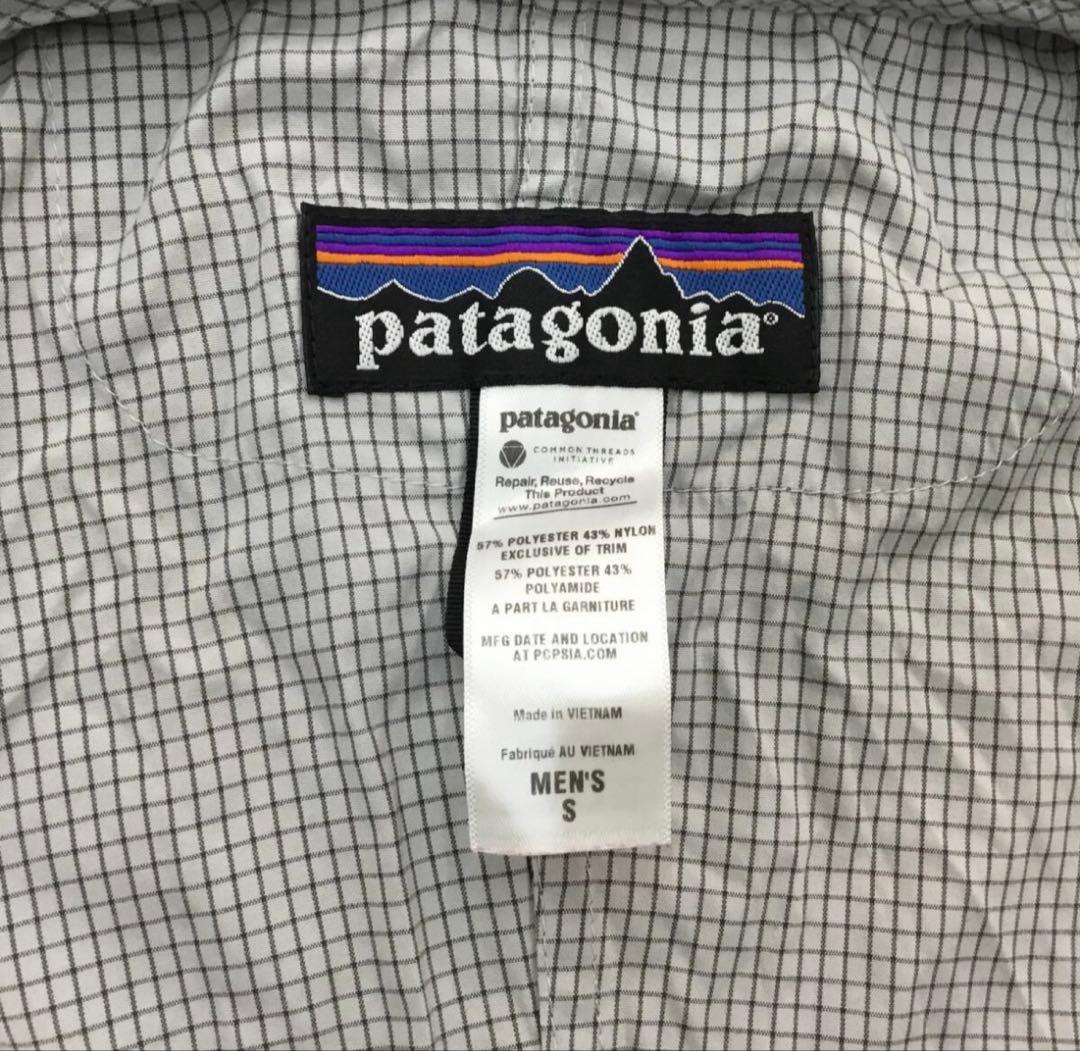 patagonia®
patagonia®
COMMON THREADS
INITIATIVE
Repair, Reuse, Recycle
This Product
www.patagonia.com
57% POLYESTER 43% NYLON
EXCLUSIVE OF TRIM
57% POLYESTER 43%
POLYAMIDE
A PART LA GARNITURE
MFG DATE AND LOCATION
AT PCPSIA.COM
Made in VIETNAM
Fabriqué AU VIETNAM
MEN'S
S